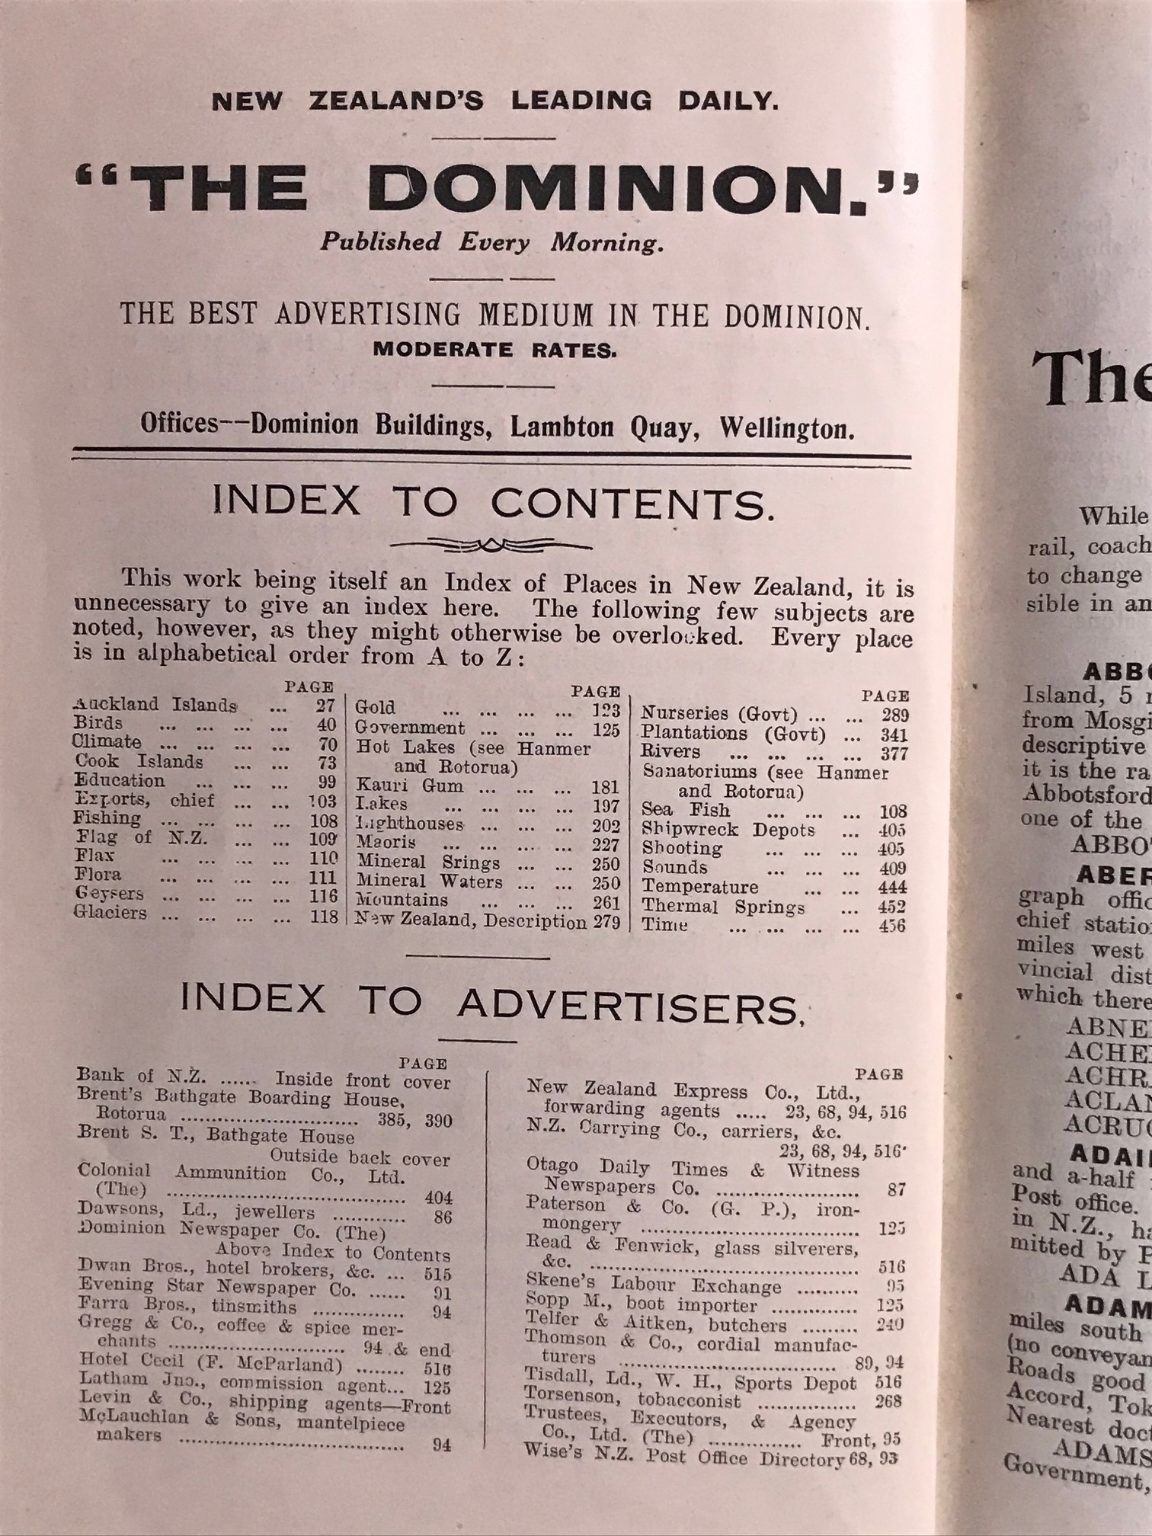 NEW ZEALAND'S LEADING DAILY.
"THE DOMINION."
Published Every Morning.
THE BEST ADVERTISING MEDIUM IN THE DOMINION.
MODERATE RATES.
Offices--Dominion Buildings, Lambton Quay, Wellington.
INDEX TO CONTENTS.
This work being itself an Index of Places in New Zealand, it is
unnecessary to give an index here. The following few subjects are
noted, however, as they might otherwise be overlooked. Every place
is in alphabetical order from A to Z:
PAGE
Auckland Islands ... 27
Birds ... ... ... ... 40
Climate ... ... ... ... 70
Cook Islands ... ... 73
Education ... ... ... 99
Exports, chief ... ... 103
Fishing ... ... ... ... 108
Flag of N.Z. ... ... 109
Flax ... ... ... ... 110
Flora ... ... ... ... 111
Geysers ... ... ... ... 116
Glaciers ... ... ... ... 118
PAGE
Gold ... ... ... ... 123
Government ... ... ... 125
Hot Lakes (see Hanmer
and Rotorua)
Kauri Gum ... ... ... 181
Lakes ... ... ... ... 197
Lighthouses ... ... ... 202
Maoris ... ... ... ... 227
Mineral Srings ... ... 250
Mineral Waters ... ... 250
Mountains ... ... ... 261
New Zealand, Description 279
PAGE
Nurseries (Govt) ... ... 289
Plantations (Govt) ... 341
Rivers ... ... ... ... 377
Sanatoriums (see Hanmer
and Rotorua)
Sea Fish ... ... ... 108
Shipwreck Depots ... 405
Shooting ... ... ... 405
Sounds ... ... ... 409
Temperature ... ... 444
Thermal Springs ... 452
Time ... ... ... ... 456
INDEX TO ADVERTISERS.
PAGE
Bank of N.Z. ...... Inside front cover
Brent's Bathgate Boarding House,
Rotorua .............................. 385, 390
Brent S. T., Bathgate House
Outside back cover
Colonial Ammunition Co., Ltd.
(The) ........................................ 404
Dawsons, Ld., jewellers ............ 86
Dominion Newspaper Co. (The)
Above Index to Contents
Dwan Bros., hotel brokers, &c. ... 515
Evening Star Newspaper Co. ...... 91
Farra Bros., tinsmiths ............... 94
Gregg & Co., coffee & spice mer-
chants .............................. 94 & end
Hotel Cecil (F. McParland) ........ 516
Latham Jno., commission agent... 125
Levin & Co., shipping agents—Front
McLauchlan & Sons, mantelpiece
makers ..................................... 94
PAGE
New Zealand Express Co., Ltd.,
forwarding agents ..... 23, 68, 94, 516
N.Z. Carrying Co., carriers, &c.
23, 68, 94, 516
Otago Daily Times & Witness
Newspapers Co. ........................ 87
Paterson & Co. (G. P.), iron-
mongery .................................... 125
Read & Fenwick, glass silverers,
&c. ............................................. 516
Skene's Labour Exchange .......... 95
Sopp M., boot importer .............. 125
Telfer & Aitken, butchers ......... 240
Thomson & Co., cordial manufac-
turers .................................... 89, 94
Tisdall, Ld., W. H., Sports Depot 516
Torsenson, tobacconist ................ 268
Trustees, Executors, & Agency
Co., Ltd. (The) ............... Front, 95
Wise's N.Z. Post Office Directory 68, 93
The
While
rail, coach
to change
sible in an
ABBO
Island, 5
from Mosgi
descriptive
it is the ra
Abbotsford
one of the
ABBO
ABER
graph offic
chief statio
miles west
vincial dist
which there
ABNE
ACHE
ACHR
ACLAN
ACRUC
ADAI
and a-half
Post office.
in N.Z., ha
mitted by P
ADA L
ADAM
miles south
(no conveyan
Roads good
Accord, Tok
Nearest doct
ADAMS
Government,